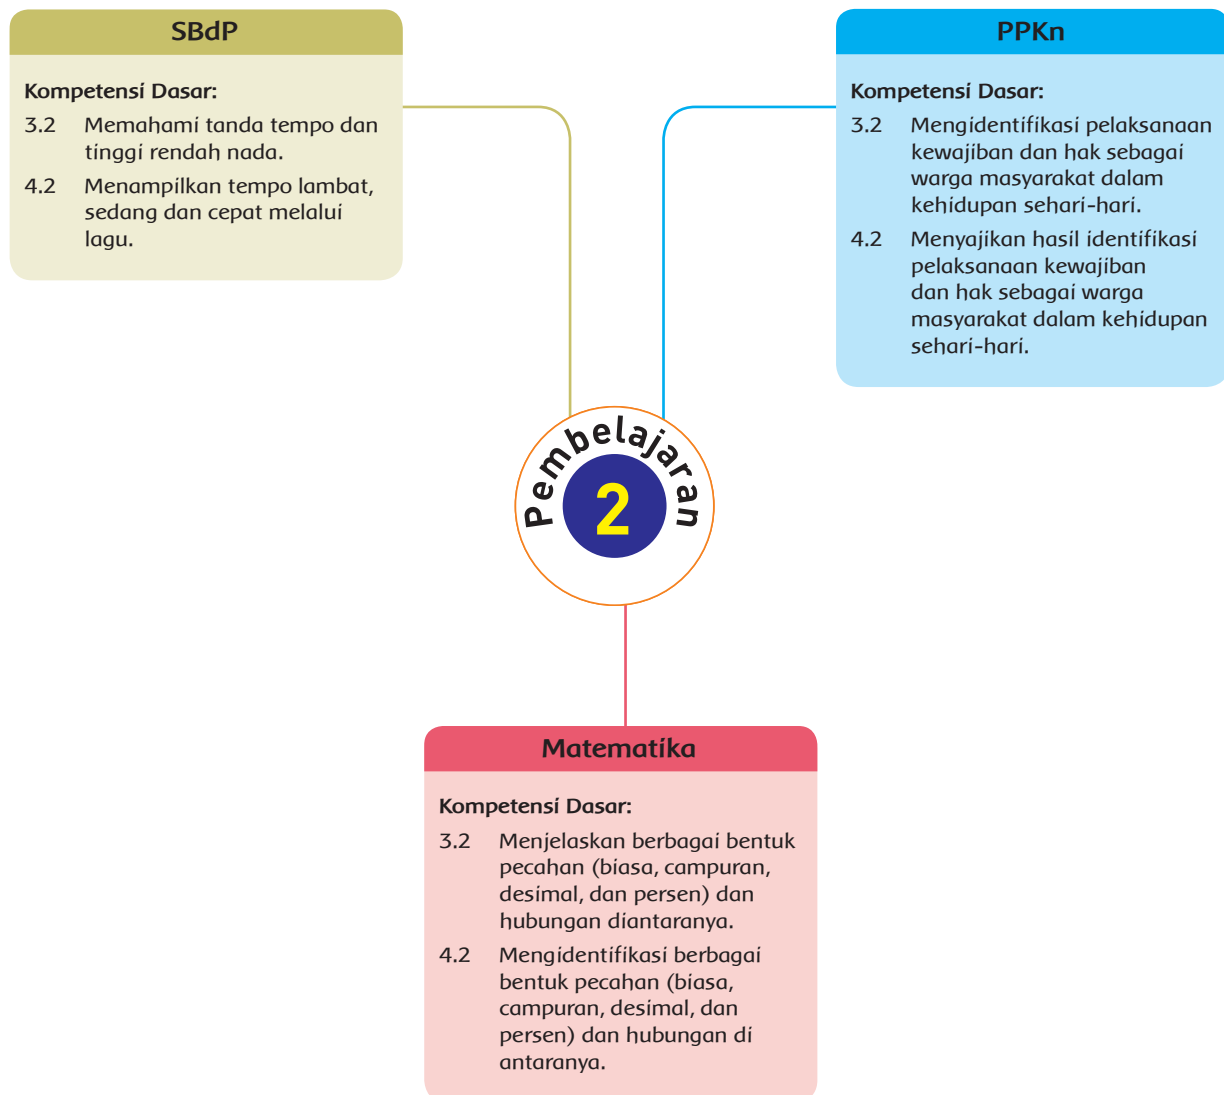 SBdP
Kompetensi Dasar:
3.2 Memahami tanda tempo dan
tinggi rendah nada.
4.2 Menampilkan tempo lambat,
sedang dan cepat melalui
lagu.
PPKn
Kompetensi Dasar:
3.2 Mengidentifikasi pelaksanaan
kewajiban dan hak sebagai
warga masyarakat dalam
kehidupan sehari-hari.
4.2 Menyajikan hasil identifikasi
pelaksanaan kewajiban
dan hak sebagai warga
masyarakat dalam kehidupan
sehari-hari.
Pembelajaran
2
Matematika
Kompetensi Dasar:
3.2 Menjelaskan berbagai bentuk
pecahan (biasa, campuran,
desimal, dan persen) dan
hubungan diantaranya.
4.2 Mengidentifikasi berbagai
bentuk pecahan (biasa,
campuran, desimal, dan
persen) dan hubungan di
antaranya.